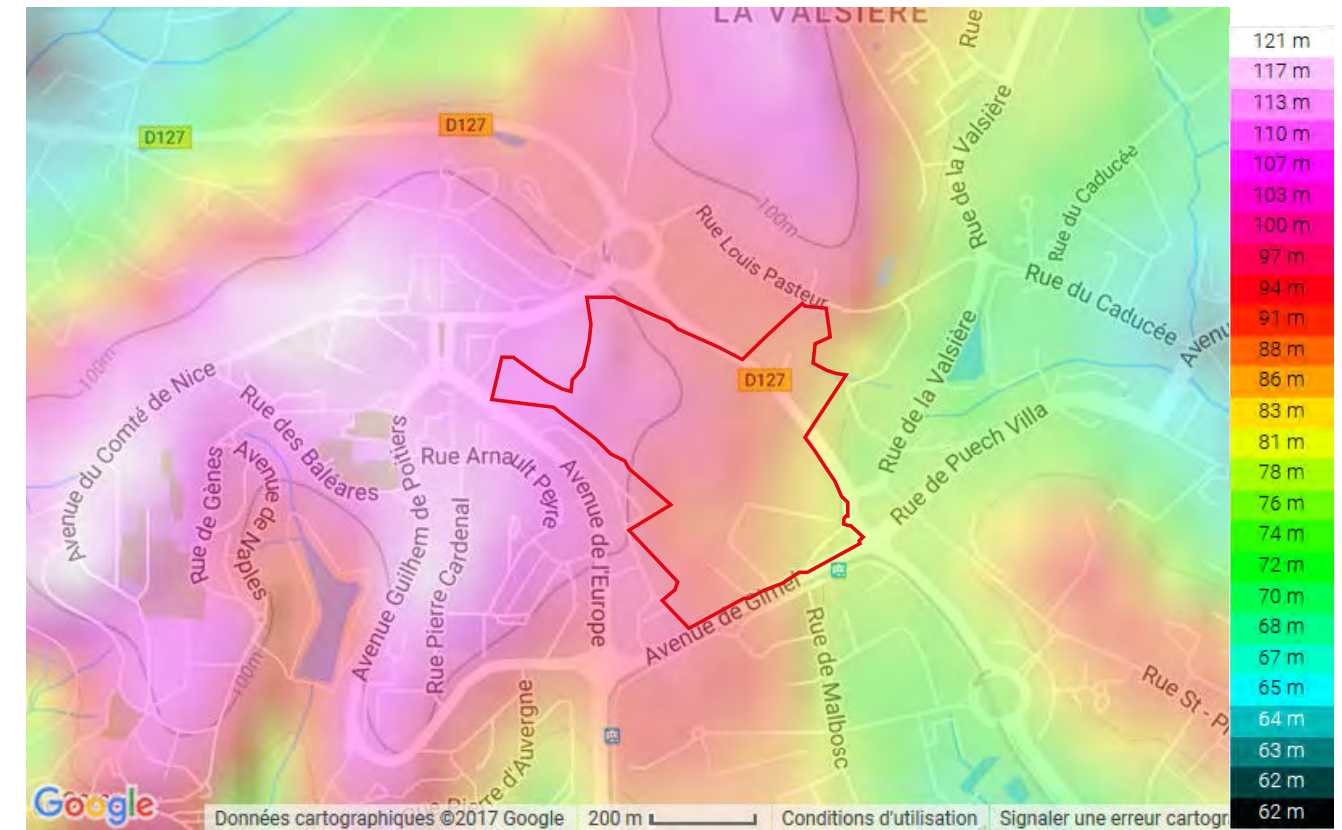 LA VALSIÈRE
Rue
D127
D127
Rue de la Valsière
Rue du Caducée
100m
Rue Louis Pasteur
Rue du Caducée
Avenu
100m
Avenue du Comté de Nice
D127
Rue de la Valsière
Rue des Baléares
Rue de Gènes
Avenue de Naples
Avenue Guilhem de Poitiers
Rue Arnault Peyre
Rue Pierre Cardenal
Avenue de l'Europe
Rue de Puech Villa
100m
Avenue de Gimel
Rue de Malbosc
Rue St - P
Pierre d'Auvergne
Google
Données cartographiques ©2017 Google
200 m
Conditions d'utilisation
Signaler une erreur cartogr
121 m
117 m
113 m
110 m
107 m
103 m
100 m
97 m
94 m
91 m
88 m
86 m
83 m
81 m
78 m
76 m
74 m
72 m
70 m
68 m
67 m
65 m
64 m
63 m
62 m
62 m